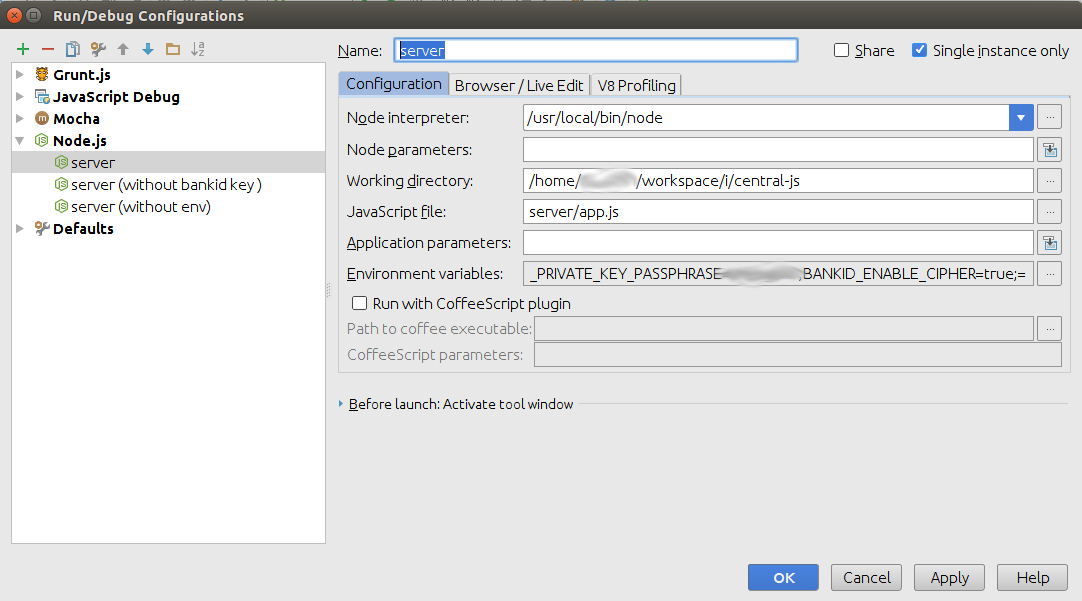 Run/Debug Configurations
Name: server
Share
Single instance only
Grunt.js
JavaScript Debug
Mocha
Node.js
server
server (without bankid key )
server (without env)
Defaults
Configuration
Browser / Live Edit
V8 Profiling
Node interpreter: /usr/local/bin/node
Node parameters:
Working directory: /home/ /workspace/i/central-js
JavaScript file: server/app.js
Application parameters:
Environment variables: _PRIVATE_KEY_PASSPHRASE= ;BANKID_ENABLE_CIPHER=true;=
Run with CoffeeScript plugin
Path to coffee executable:
CoffeeScript parameters:
Before launch: Activate tool window
OK
Cancel
Apply
Help